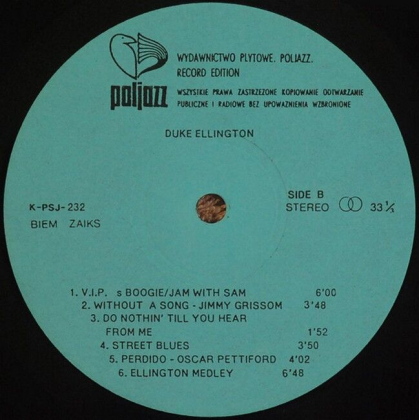 poljazz
WYDAWNICTWO PLYTOWE. POLJAZZ.
RECORD EDITION
WSZYSTKIE PRAWA ZASTRZEZONE KOPIOWANIE ODTWARZANIE
PUBLICZNE I RADIOWE BEZ UPOWAZNIENIA WZBRONIONE
DUKE ELLINGTON
K-PSJ-232
BIEM ZAIKS
SIDE B
STEREO 33⅓
1. V.I.P. s BOOGIE/JAM WITH SAM 6'00
2. WITHOUT A SONG - JIMMY GRISSOM 3'48
3. DO NOTHIN' TILL YOU HEAR
FROM ME 1'52
4. STREET BLUES 3'50
5. PERDIDO - OSCAR PETTIFORD 4'02
6. ELLINGTON MEDLEY 6'48